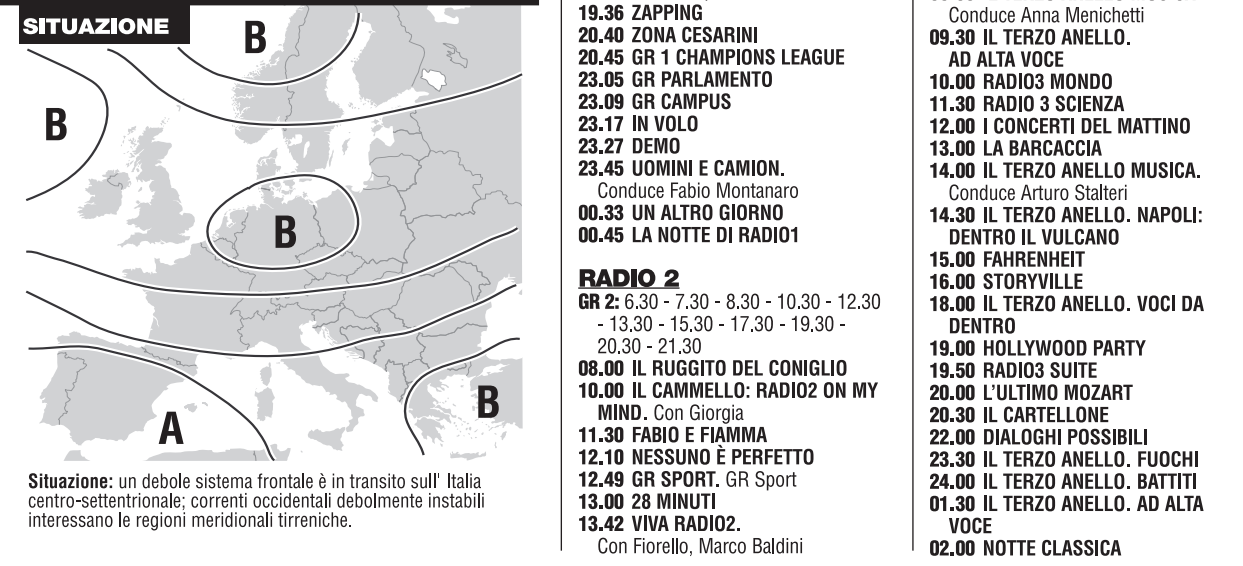 SITUAZIONE
B
B
B
B
A
Situazione: un debole sistema frontale è in transito sull' Italia
centro-settentrionale; correnti occidentali debolmente instabili
interessano le regioni meridionali tirreniche.
19.36 ZAPPING
20.40 ZONA CESARINI
20.45 GR 1 CHAMPIONS LEAGUE
23.05 GR PARLAMENTO
23.09 GR CAMPUS
23.17 IN VOLO
23.27 DEMO
23.45 UOMINI E CAMION.
Conduce Fabio Montanaro
00.33 UN ALTRO GIORNO
00.45 LA NOTTE DI RADIO1
RADIO 2
GR 2: 6.30 - 7.30 - 8.30 - 10.30 - 12.30
- 13.30 - 15.30 - 17.30 - 19.30 -
20.30 - 21.30
08.00 IL RUGGITO DEL CONIGLIO
10.00 IL CAMMELLO: RADIO2 ON MY
MIND. Con Giorgia
11.30 FABIO E FIAMMA
12.10 NESSUNO È PERFETTO
12.49 GR SPORT. GR Sport
13.00 28 MINUTI
13.42 VIVA RADIO2.
Con Fiorello, Marco Baldini
Conduce Anna Menichetti
09.30 IL TERZO ANELLO.
AD ALTA VOCE
10.00 RADIO3 MONDO
11.30 RADIO 3 SCIENZA
12.00 I CONCERTI DEL MATTINO
13.00 LA BARCACCIA
14.00 IL TERZO ANELLO MUSICA.
Conduce Arturo Stalteri
14.30 IL TERZO ANELLO. NAPOLI:
DENTRO IL VULCANO
15.00 FAHRENHEIT
16.00 STORYVILLE
18.00 IL TERZO ANELLO. VOCI DA
DENTRO
19.00 HOLLYWOOD PARTY
19.50 RADIO3 SUITE
20.00 L'ULTIMO MOZART
20.30 IL CARTELLONE
22.00 DIALOGHI POSSIBILI
23.30 IL TERZO ANELLO. FUOCHI
24.00 IL TERZO ANELLO. BATTITI
01.30 IL TERZO ANELLO. AD ALTA
VOCE
02.00 NOTTE CLASSICA